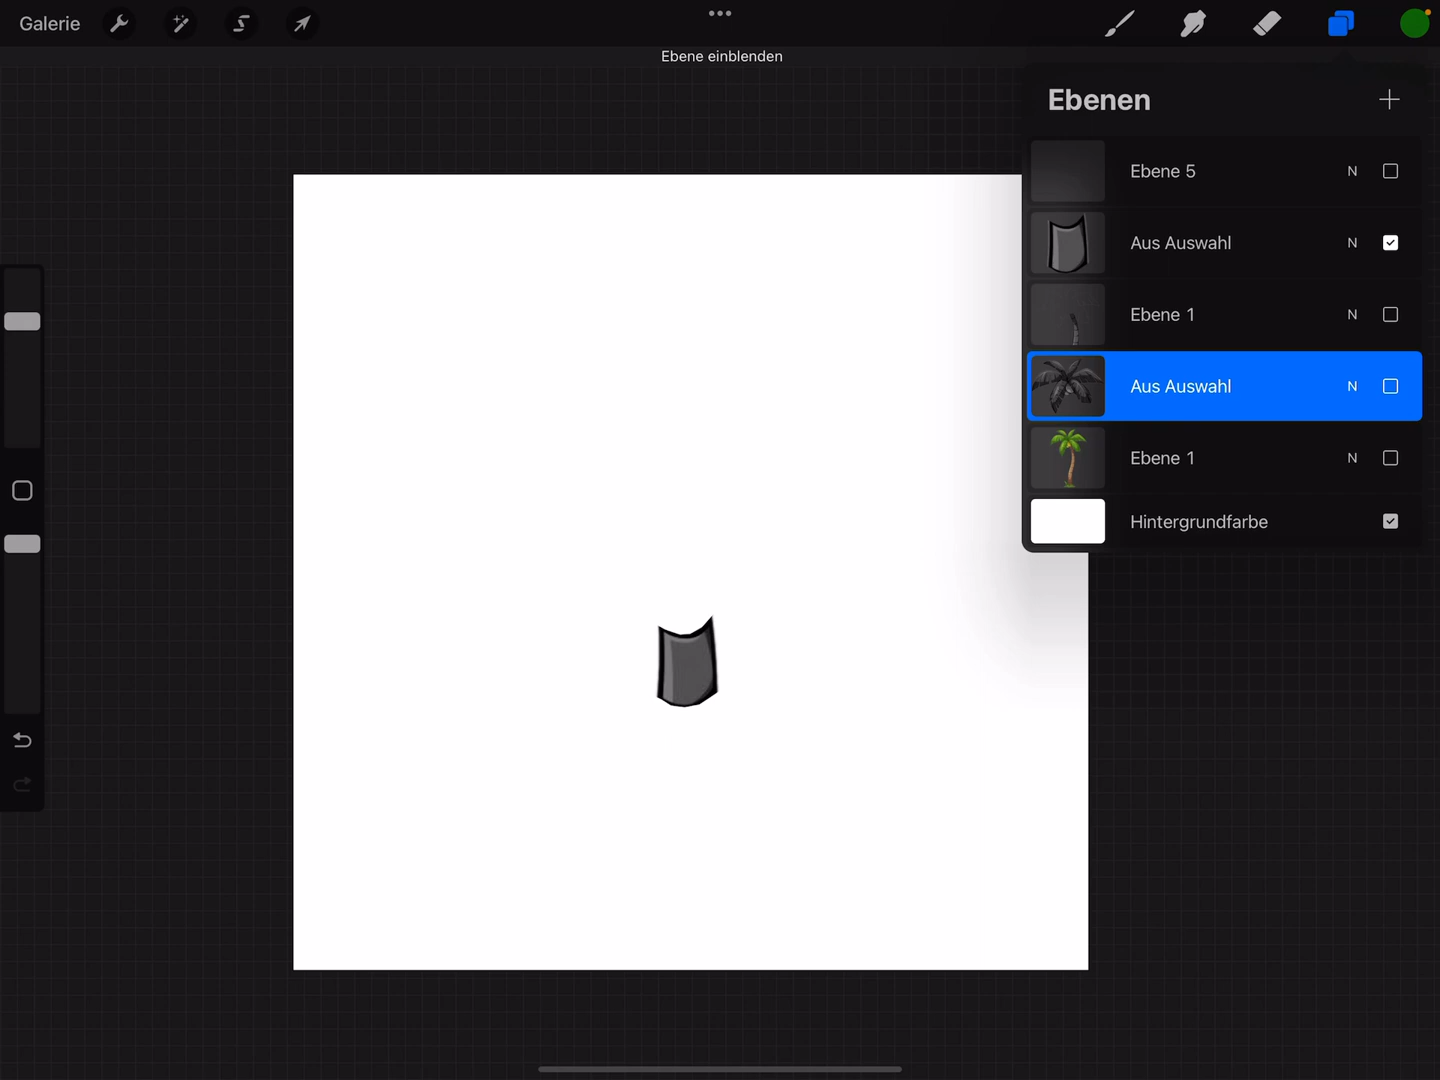 Galerie
Ebene einblenden
Ebenen
Ebene 5 N
Aus Auswahl N
Ebene 1 N
Aus Auswahl N
Ebene 1 N
Hintergrundfarbe